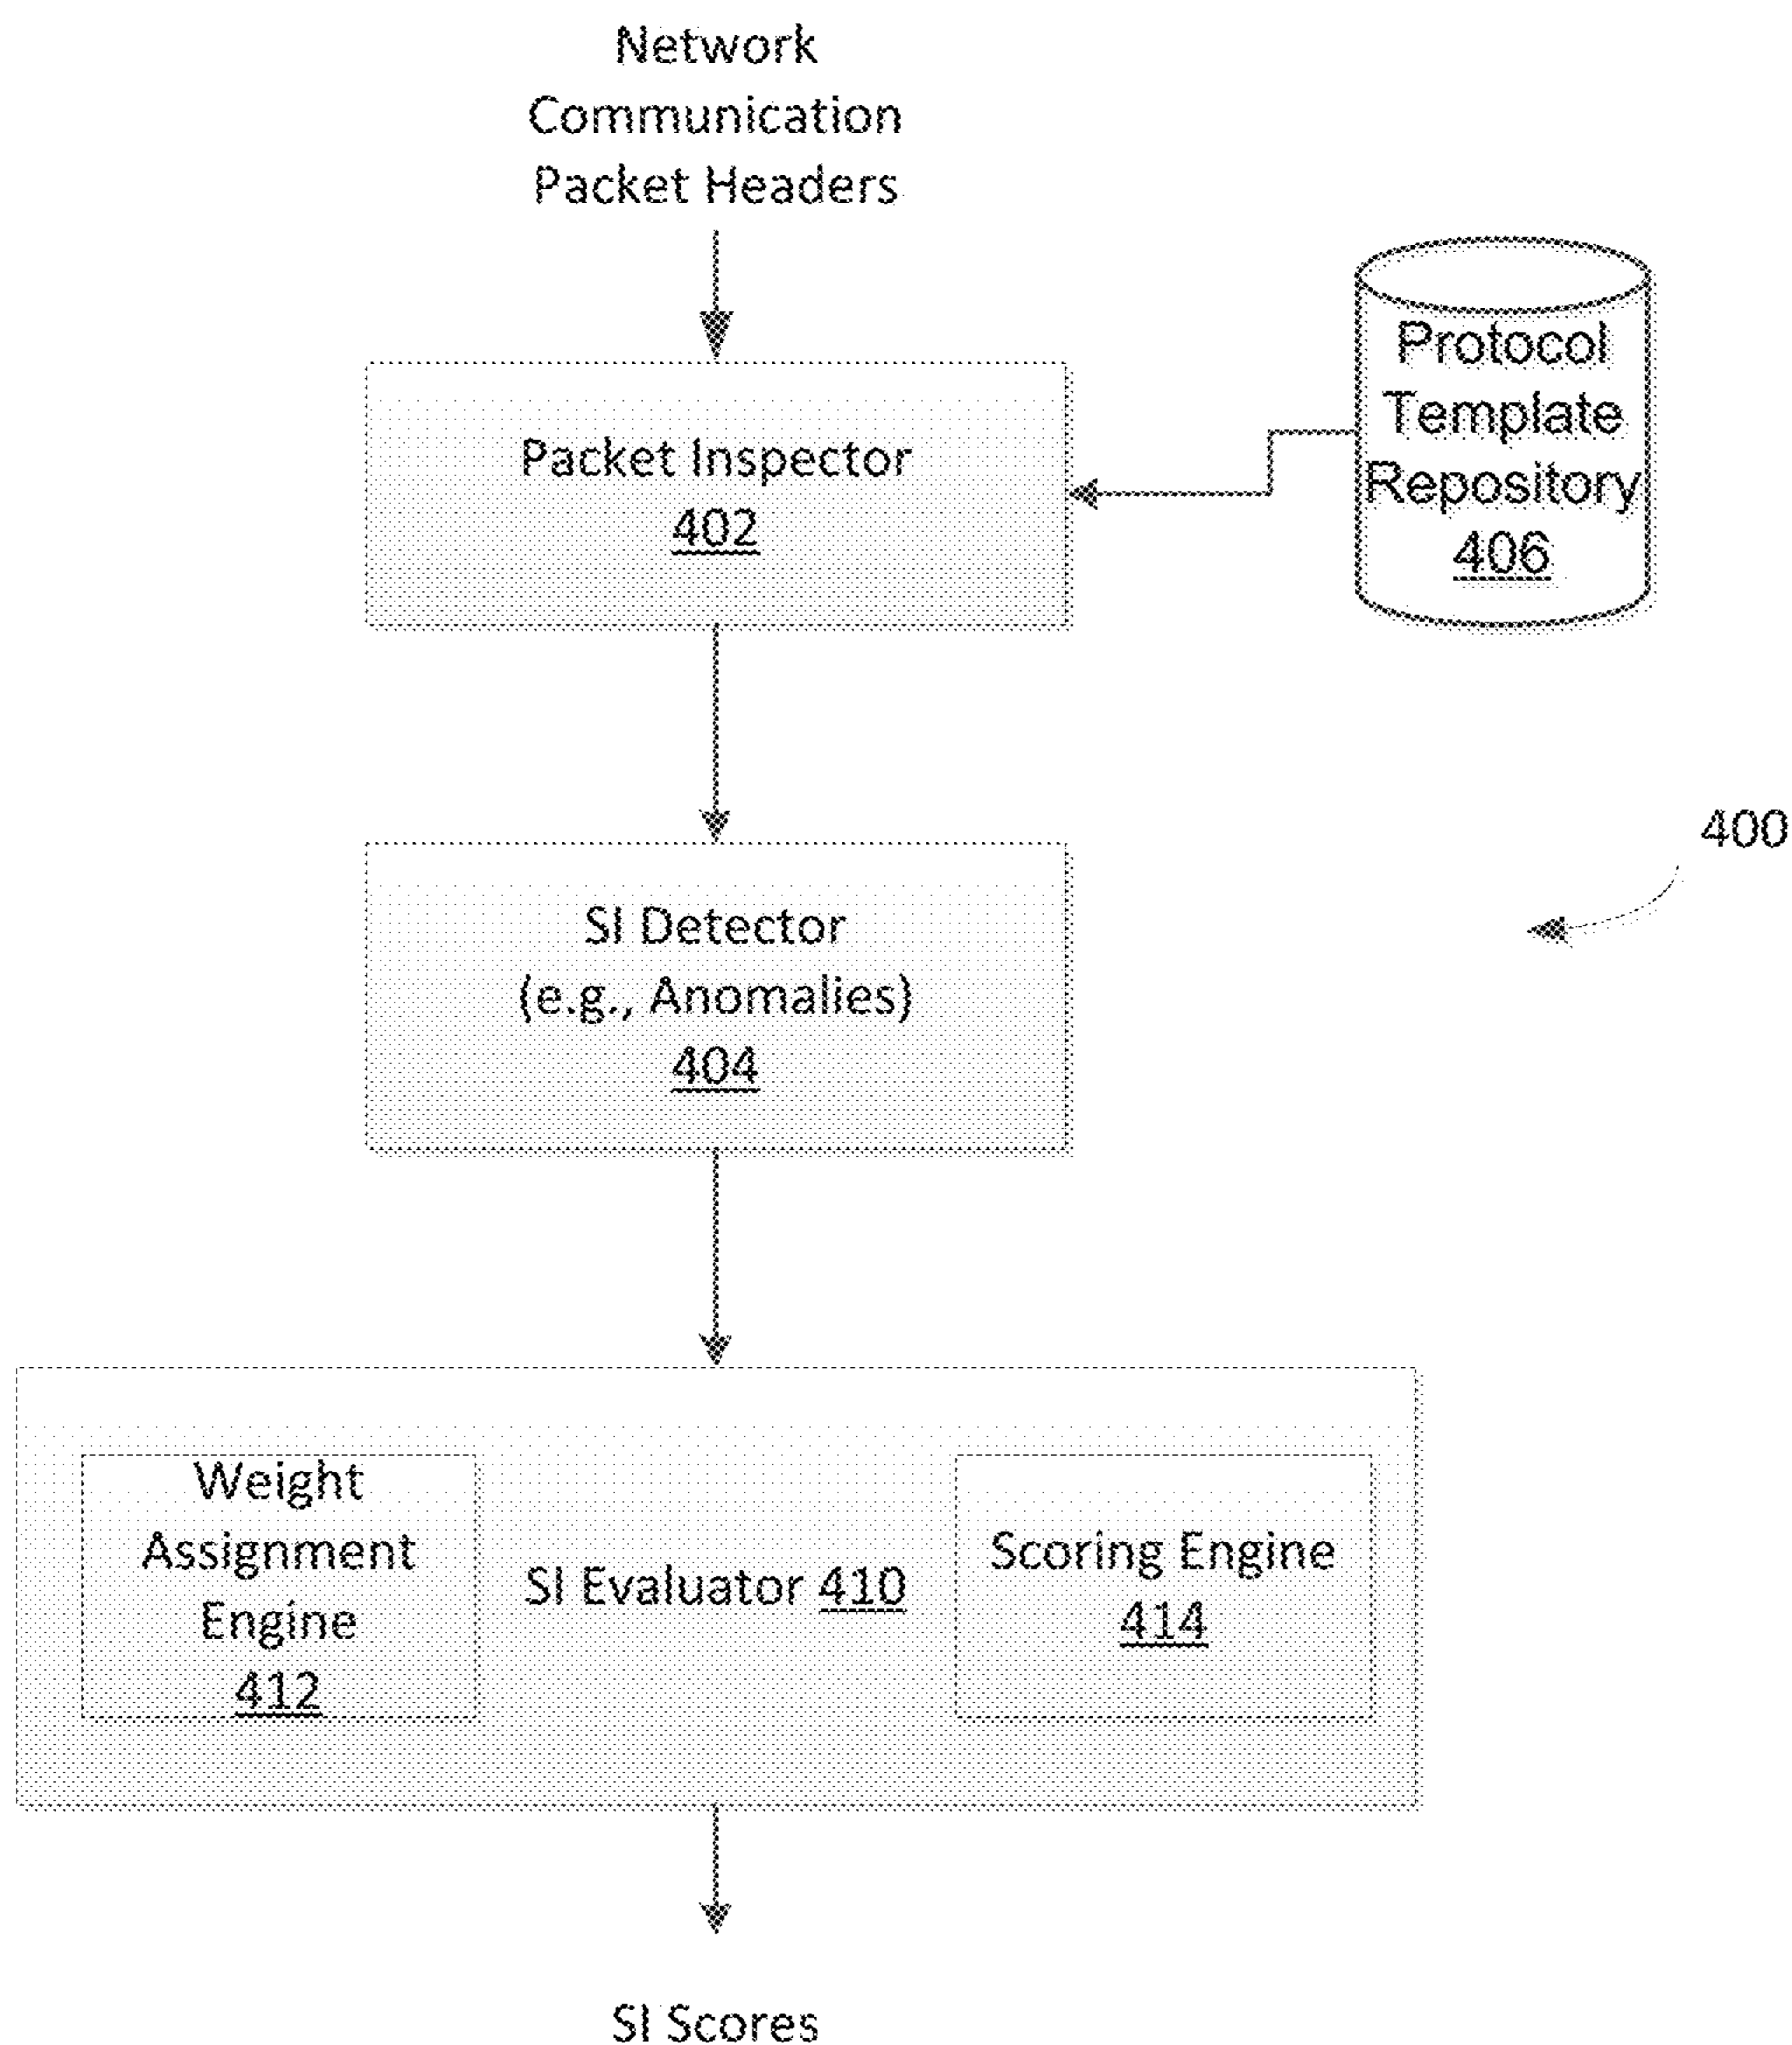 Network
Communication
Packet Headers
Packet Inspector
402
Protocol
Template
Repository
406
400
SI Detector
(e.g., Anomalies)
404
Weight
Assignment
Engine
412
SI Evaluator 410
Scoring Engine
414
SI Scores